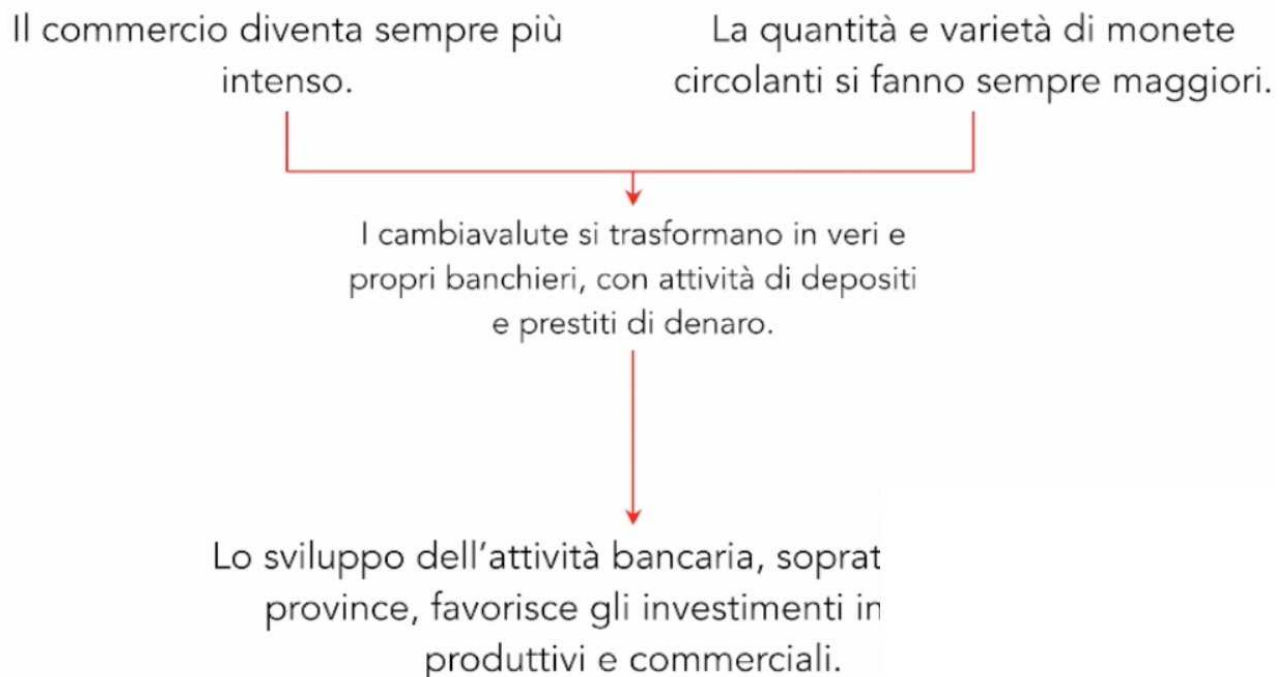 Il commercio diventa sempre più
intenso.
La quantità e varietà di monete
circolanti si fanno sempre maggiori.
I cambiavalute si trasformano in veri e
propri banchieri, con attività di depositi
e prestiti di denaro.
Lo sviluppo dell'attività bancaria, soprat
province, favorisce gli investimenti in
produttivi e commerciali.